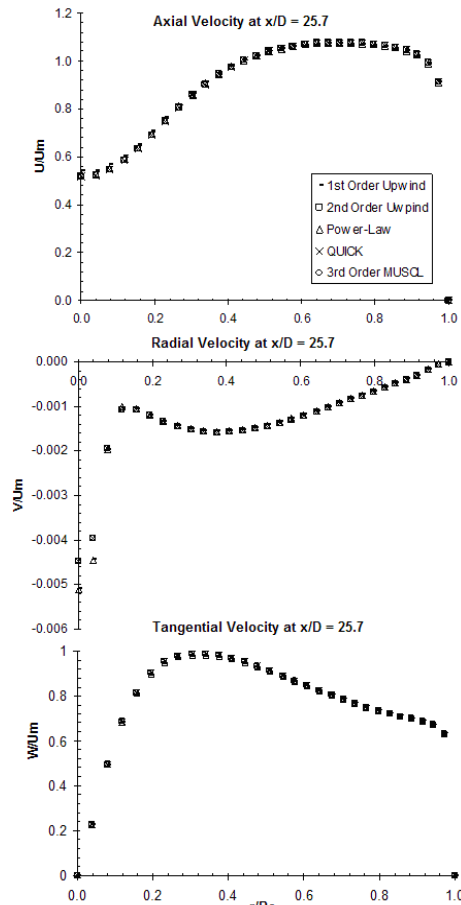 Axial Velocity at x/D = 25.7
1.2
1.0
0.8
0.6
0.4
0.2
0.0
U/Um
- 1st Order Upwind
2nd Order Uwpind
Power-Law
QUICK
3rd Order MUSCL
0.0 0.2 0.4 0.6 0.8 1.0
Radial Velocity at x/D = 25.7
0.0 0.2 0.4 0.6 0.8 1.0
0.000
-0.001
-0.002
-0.003
-0.004
-0.005
-0.006
V/Um
Tangential Velocity at x/D = 25.7
1
0.8
0.6
0.4
0.2
0
W/Um
0.0 0.2 0.4 0.6 0.8 1.0